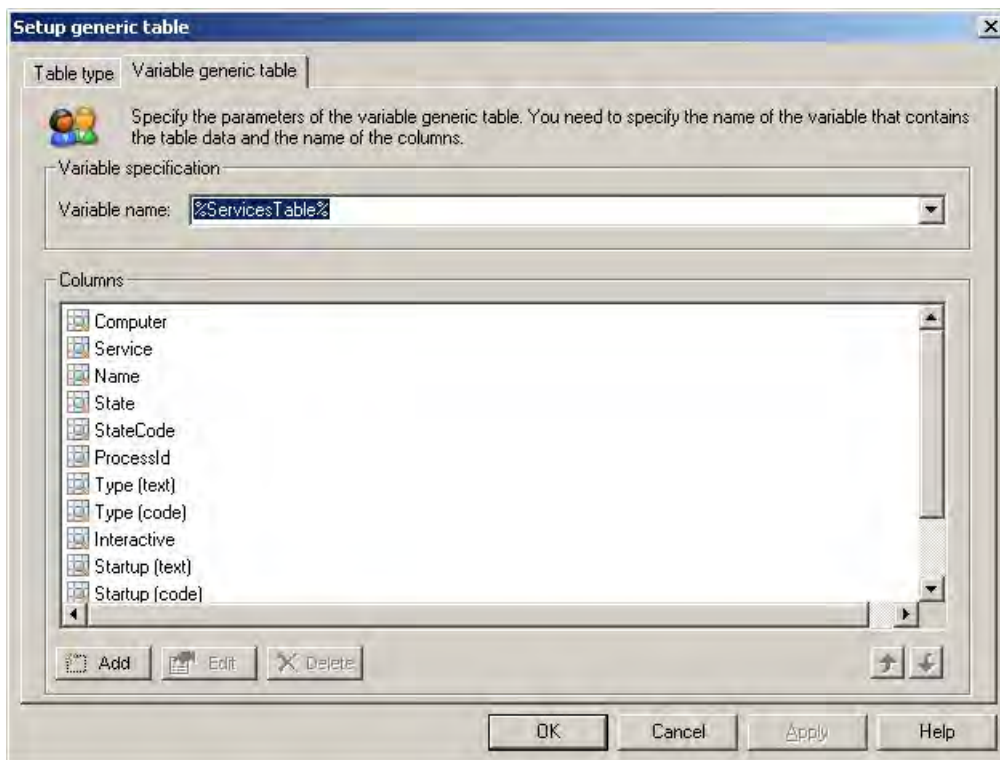 Setup generic table
Table type
Variable generic table
Specify the parameters of the variable generic table. You need to specify the name of the variable that contains
the table data and the name of the columns.
Variable specification
Variable name:
%ServicesTable%
Columns
Computer
Service
Name
State
StateCode
ProcessId
Type (text)
Type (code)
Interactive
Startup (text)
Startup (code)
Add
Edit
Delete
OK
Cancel
Apply
Help